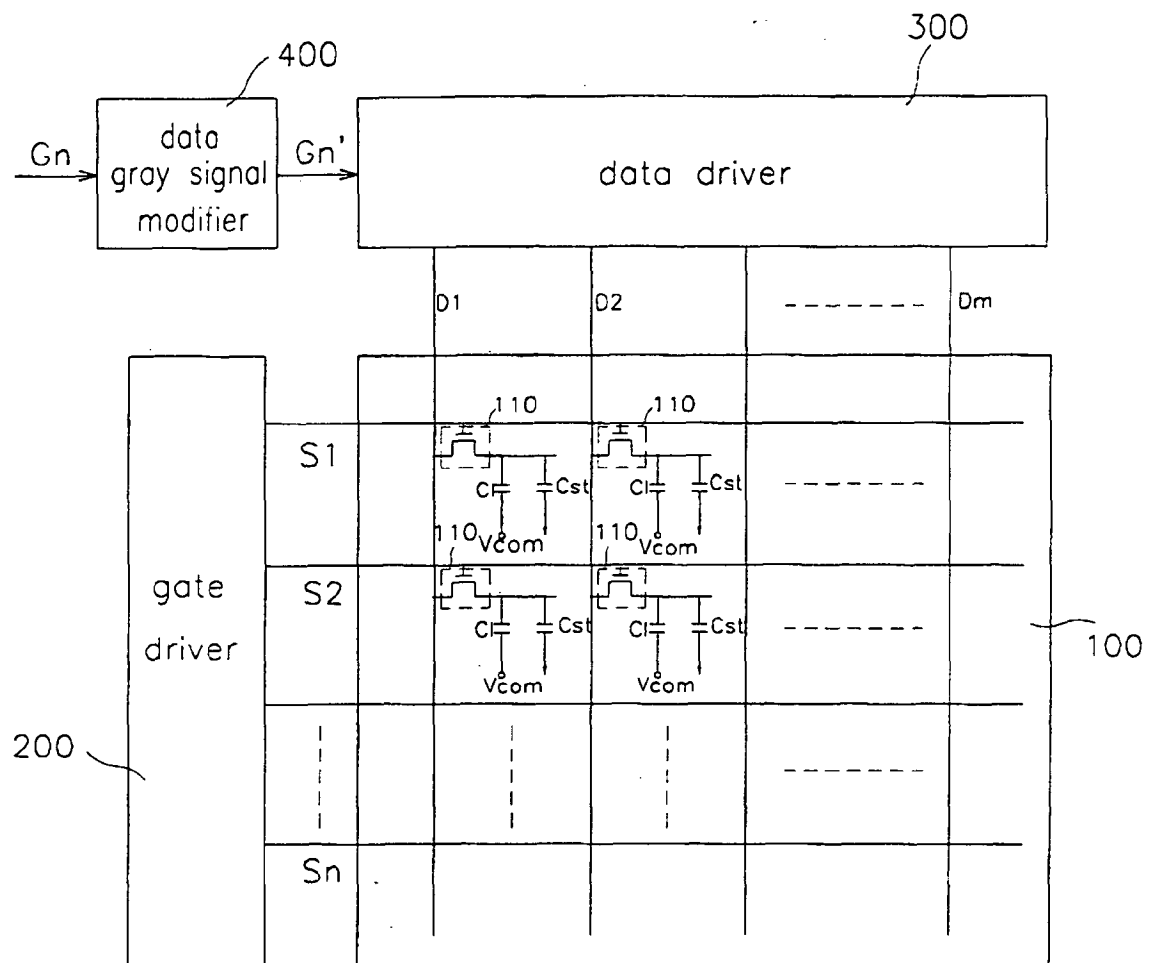 400
300
data
gray signal
modifier
Gn
Gn'
data driver
D1
D2
Dm
110
110
S1
Cl
Cst
Cl
Cst
Vcom
Vcom
110
110
gate
driver
S2
Cl
Cst
Cl
Cst
Vcom
Vcom
100
200
Sn